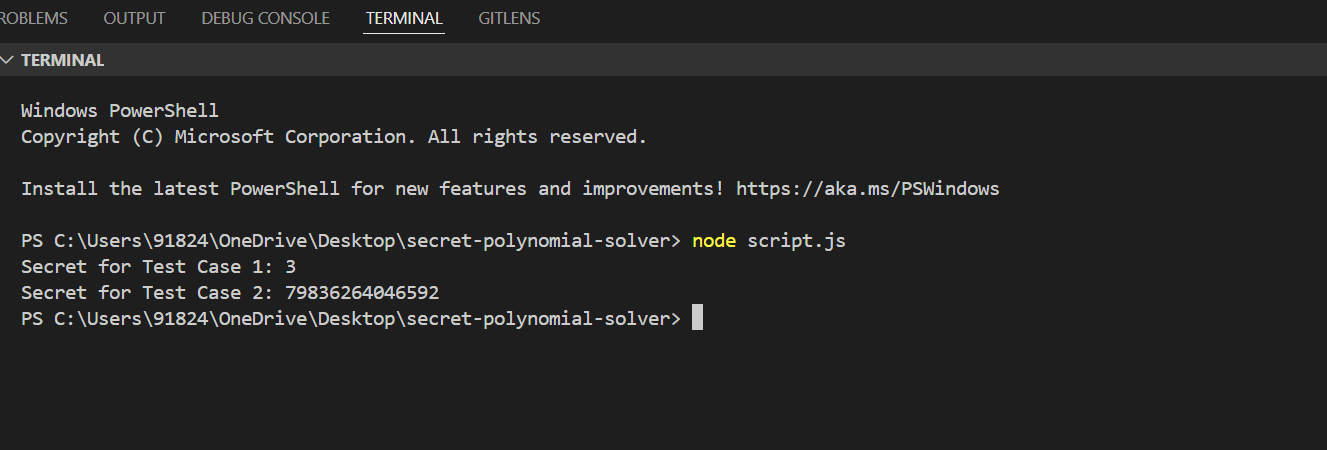 ROBLEMS OUTPUT DEBUG CONSOLE TERMINAL GITLENS
TERMINAL
Windows PowerShell
Copyright (C) Microsoft Corporation. All rights reserved.
Install the latest PowerShell for new features and improvements! https://aka.ms/PSWindows
PS C:\Users\91824\OneDrive\Desktop\secret-polynomial-solver> node script.js
Secret for Test Case 1: 3
Secret for Test Case 2: 79836264046592
PS C:\Users\91824\OneDrive\Desktop\secret-polynomial-solver>